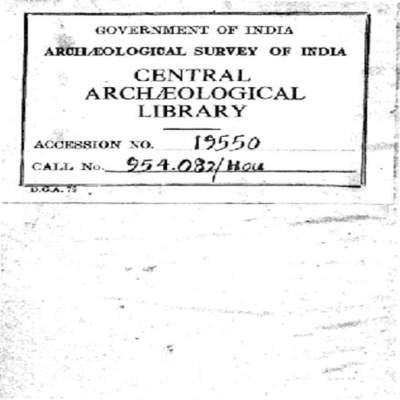 GOVERNMENT OF INDIA
ARCHÆOLOGICAL SURVEY OF INDIA
CENTRAL
ARCHÆOLOGICAL
LIBRARY
ACCESSION NO. 19550
CALL No. 954.082/Hou
D.G.A. 79